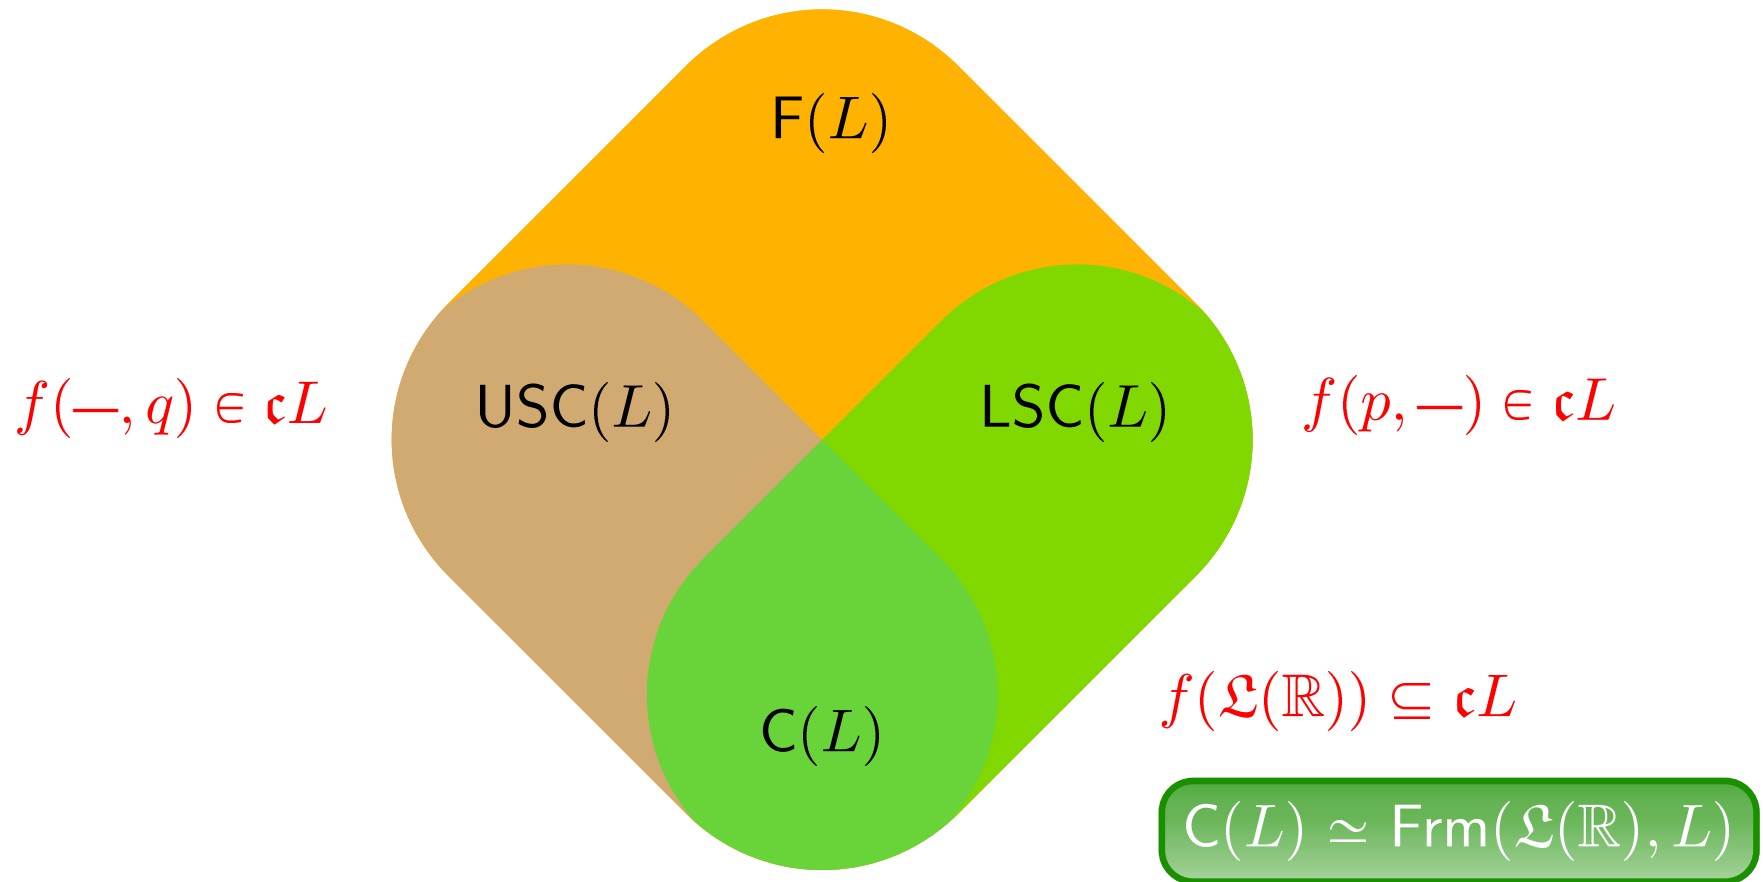 F(L)
USC(L)
LSC(L)
f(—, q) ∈ 𝔠L
f(p, —) ∈ 𝔠L
f(𝔏(ℝ)) ⊆ 𝔠L
C(L)
C(L) ≃ Frm(𝔏(ℝ), L)